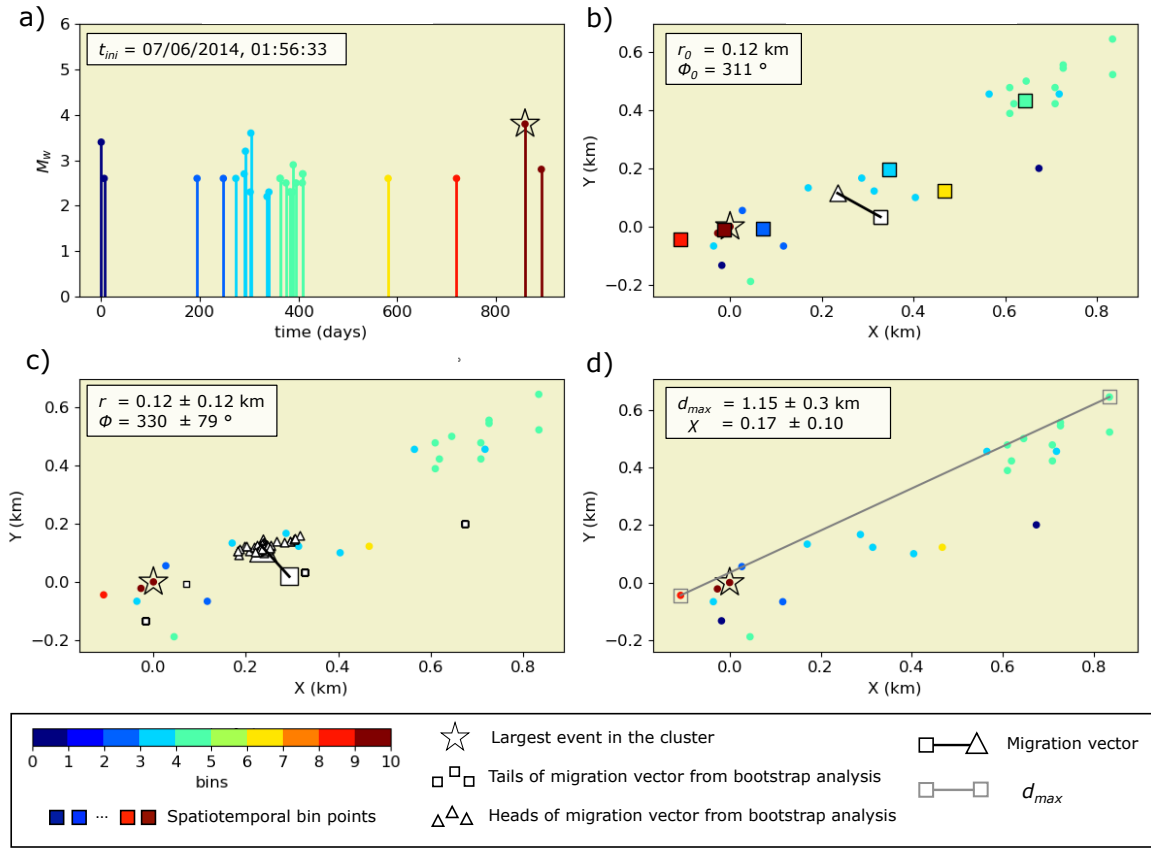 a)
6
5
4
3
2
1
0
M_w
t_ini = 07/06/2014, 01:56:33
0
200
400
600
800
time (days)
b)
0.6
0.4
0.2
0.0
−0.2
Y (km)
r_0 = 0.12 km
Φ_0 = 311 °
0.0
0.2
0.4
0.6
0.8
X (km)
c)
0.6
0.4
0.2
0.0
−0.2
Y (km)
r = 0.12 ± 0.12 km
Φ = 330 ± 79 °
0.0
0.2
0.4
0.6
0.8
X (km)
d)
0.6
0.4
0.2
0.0
−0.2
Y (km)
d_max = 1.15 ± 0.3 km
χ = 0.17 ± 0.10
0.0
0.2
0.4
0.6
0.8
X (km)
0 1 2 3 4 5 6 7 8 9 10
bins
... Spatiotemporal bin points
Largest event in the cluster
Tails of migration vector from bootstrap analysis
Heads of migration vector from bootstrap analysis
Migration vector
d_max